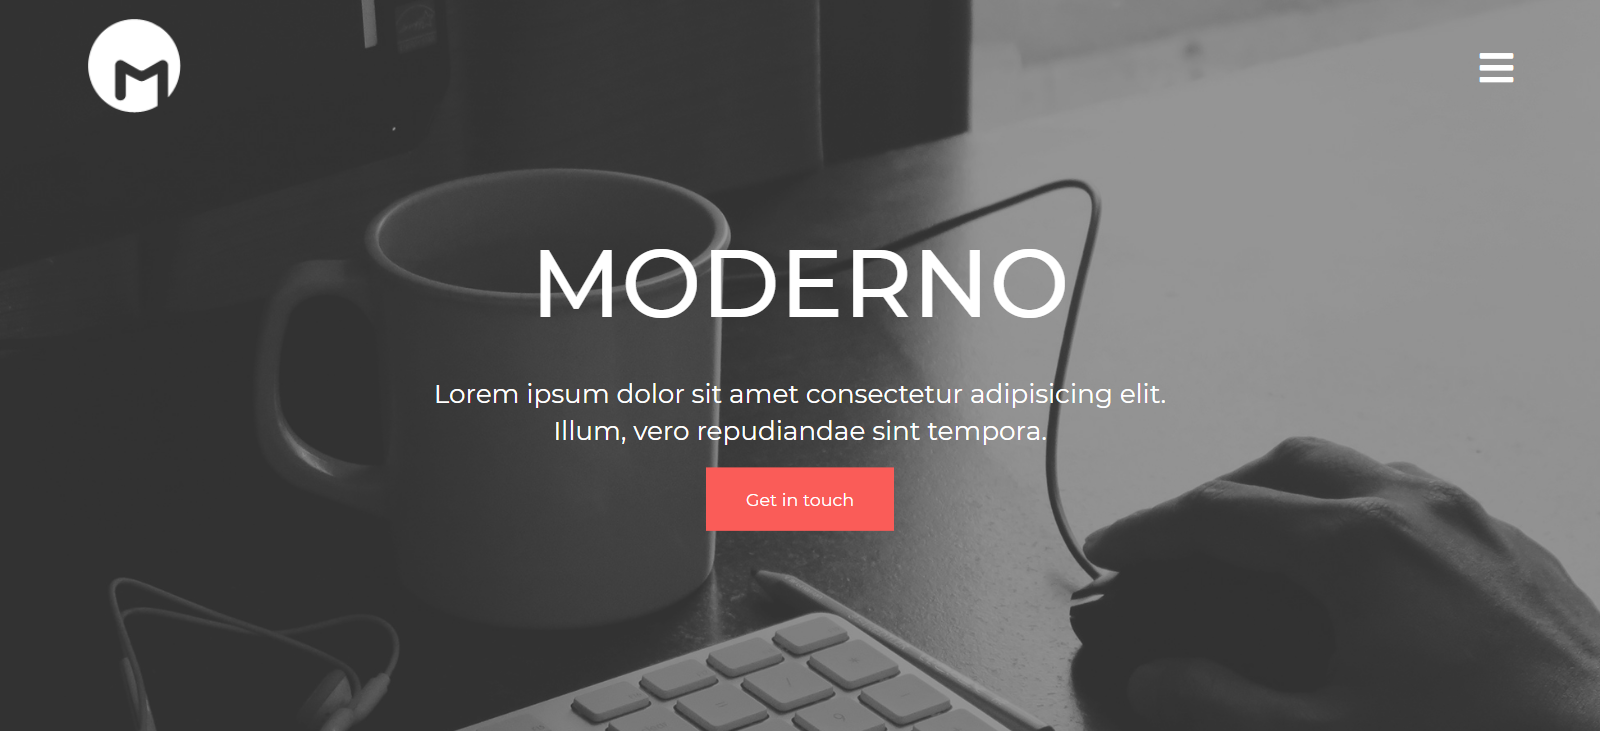 M
MODERNO
Lorem ipsum dolor sit amet consectetur adipisicing elit.
Illum, vero repudiandae sint tempora.
Get in touch